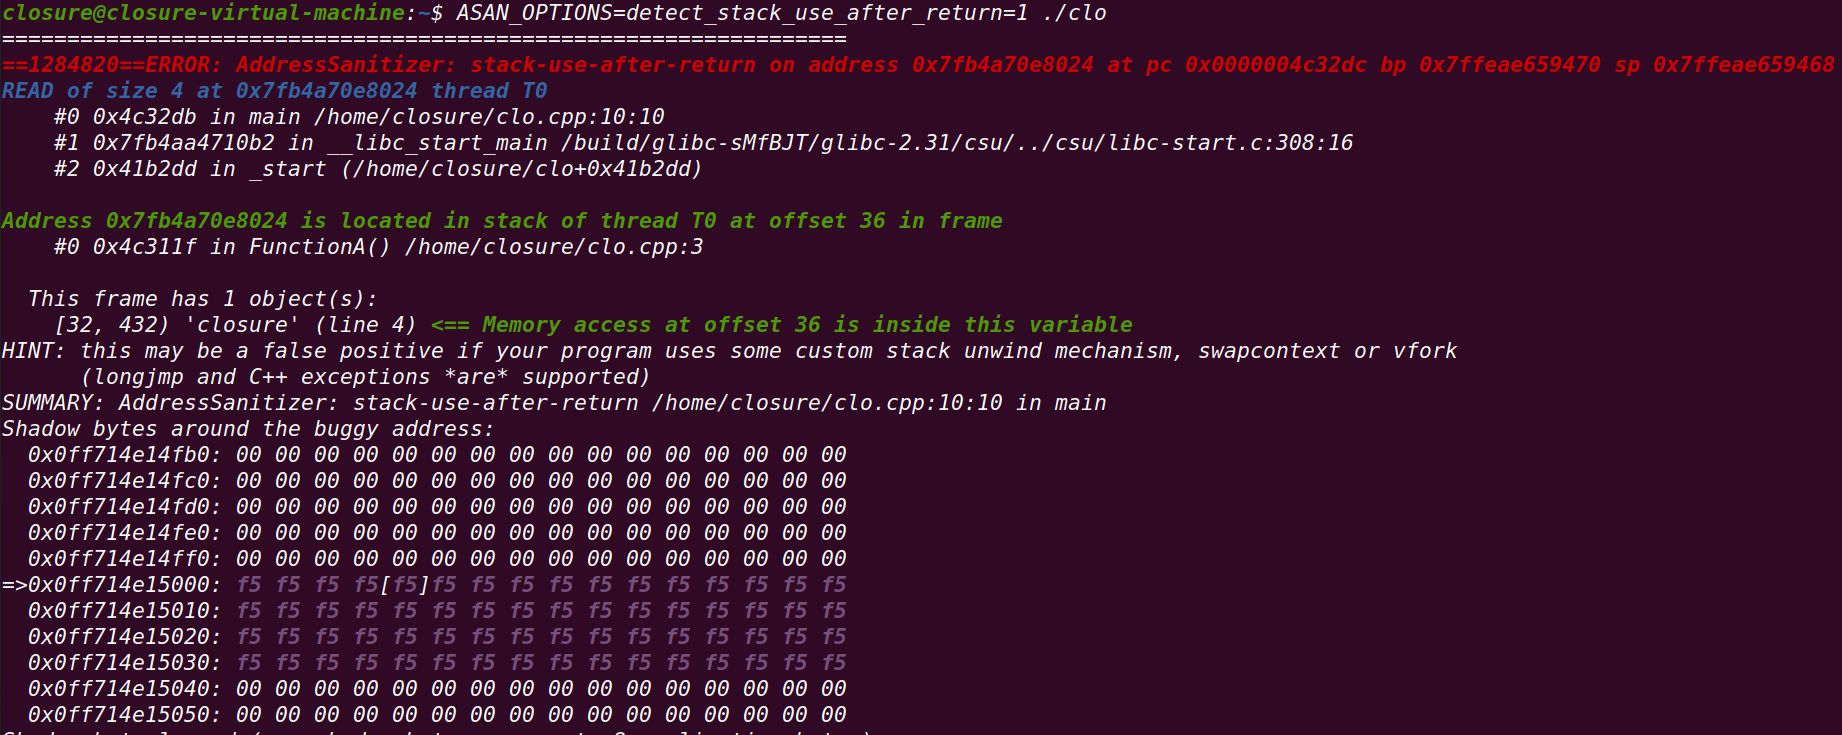 closure@closure-virtual-machine:~$ ASAN_OPTIONS=detect_stack_use_after_return=1 ./clo
=================================================================
==1284820==ERROR: AddressSanitizer: stack-use-after-return on address 0x7fb4a70e8024 at pc 0x0000004c32dc bp 0x7ffeae659470 sp 0x7ffeae659468
READ of size 4 at 0x7fb4a70e8024 thread T0
    #0 0x4c32db in main /home/closure/clo.cpp:10:10
    #1 0x7fb4aa4710b2 in __libc_start_main /build/glibc-sMfBJT/glibc-2.31/csu/../csu/libc-start.c:308:16
    #2 0x41b2dd in _start (/home/closure/clo+0x41b2dd)
Address 0x7fb4a70e8024 is located in stack of thread T0 at offset 36 in frame
    #0 0x4c311f in FunctionA() /home/closure/clo.cpp:3
  This frame has 1 object(s):
    [32, 432) 'closure' (line 4) <== Memory access at offset 36 is inside this variable
HINT: this may be a false positive if your program uses some custom stack unwind mechanism, swapcontext or vfork
      (longjmp and C++ exceptions *are* supported)
SUMMARY: AddressSanitizer: stack-use-after-return /home/closure/clo.cpp:10:10 in main
Shadow bytes around the buggy address:
  0x0ff714e14fb0: 00 00 00 00 00 00 00 00 00 00 00 00 00 00 00 00
  0x0ff714e14fc0: 00 00 00 00 00 00 00 00 00 00 00 00 00 00 00 00
  0x0ff714e14fd0: 00 00 00 00 00 00 00 00 00 00 00 00 00 00 00 00
  0x0ff714e14fe0: 00 00 00 00 00 00 00 00 00 00 00 00 00 00 00 00
  0x0ff714e14ff0: 00 00 00 00 00 00 00 00 00 00 00 00 00 00 00 00
=>0x0ff714e15000: f5 f5 f5 f5[f5]f5 f5 f5 f5 f5 f5 f5 f5 f5 f5 f5
  0x0ff714e15010: f5 f5 f5 f5 f5 f5 f5 f5 f5 f5 f5 f5 f5 f5 f5 f5
  0x0ff714e15020: f5 f5 f5 f5 f5 f5 f5 f5 f5 f5 f5 f5 f5 f5 f5 f5
  0x0ff714e15030: f5 f5 f5 f5 f5 f5 f5 f5 f5 f5 f5 f5 f5 f5 f5 f5
  0x0ff714e15040: 00 00 00 00 00 00 00 00 00 00 00 00 00 00 00 00
  0x0ff714e15050: 00 00 00 00 00 00 00 00 00 00 00 00 00 00 00 00